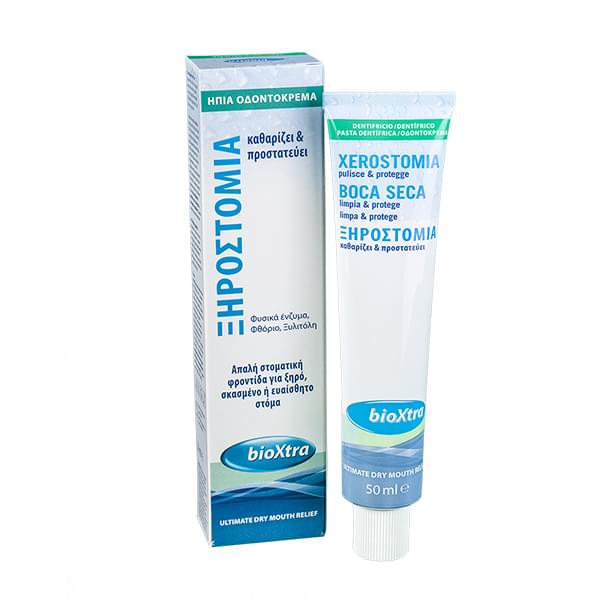 ΗΠΙΑ ΟΔΟΝΤΟΚΡΕΜΑ
ΞΗΡΟΣΤΟΜΙΑ
καθαρίζει &
προστατεύει
Φυσικά ένζυμα,
Φθόριο, Ξυλιτόλη
Απαλή στοματική
φροντίδα για ξηρό,
σκασμένο ή ευαίσθητο
στόμα
bioXtra
ULTIMATE DRY MOUTH RELIEF
DENTIFRICIO/DENTÍFRICO
PASTA DENTÍFRICA/ΟΔΟΝΤΟΚΡΕΜΑ
XEROSTOMIA
pulisce & protegge
BOCA SECA
limpia & protege
limpa & protege
ΞΗΡΟΣΤΟΜΙΑ
καθαρίζει & προστατεύει
bioXtra
ULTIMATE DRY MOUTH RELIEF
50 ml e